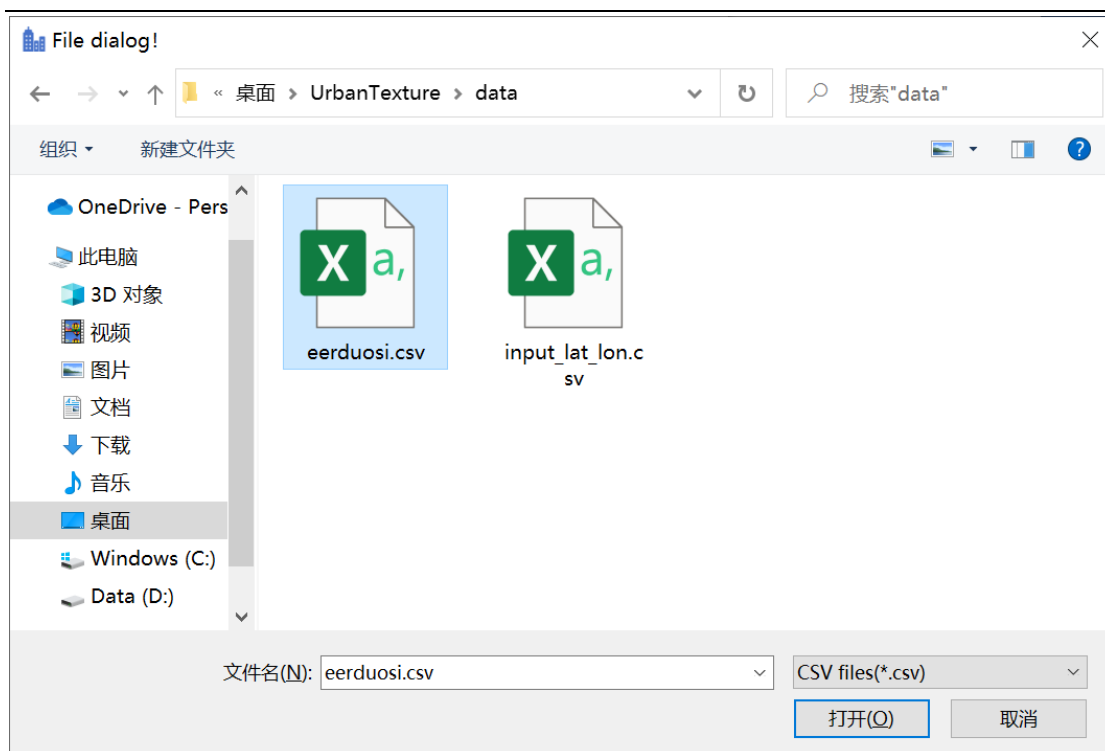 File dialog!
« 桌面 › UrbanTexture › data
搜索"data"
组织
新建文件夹
?
OneDrive - Pers
此电脑
3D 对象
视频
图片
文档
下载
音乐
桌面
Windows (C:)
Data (D:)
X a,
eerduosi.csv
X a,
input_lat_lon.c
sv
文件名(N): eerduosi.csv
CSV files(*.csv)
打开(O)
取消